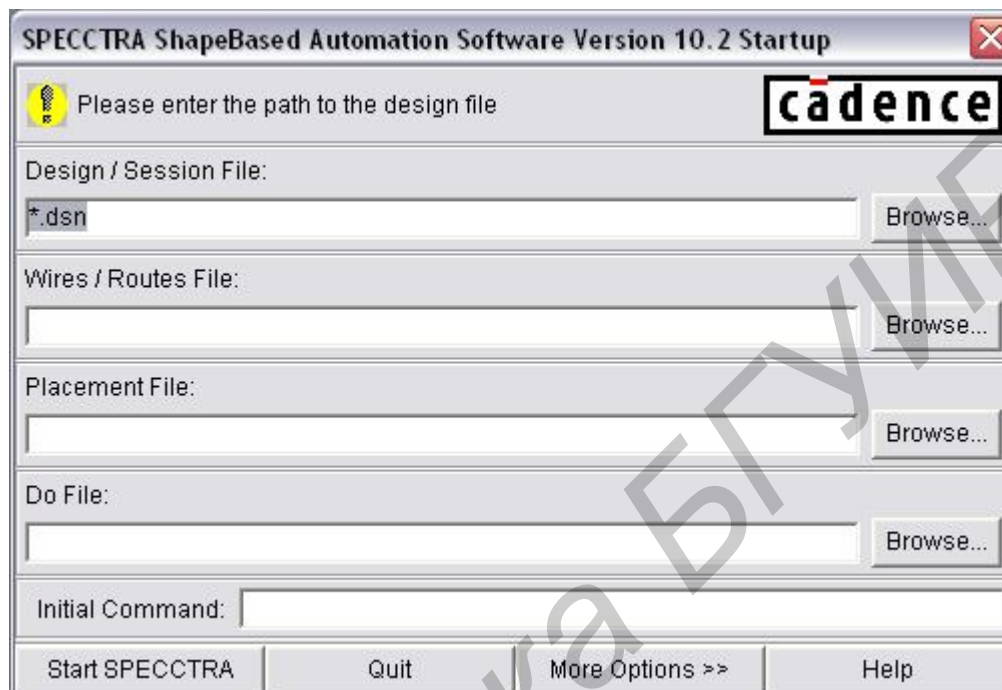 SPECCTRA ShapeBased Automation Software Version 10.2 Startup
Please enter the path to the design file
cādence
Design / Session File:
*.dsn
Browse...
Wires / Routes File:
Browse...
Placement File:
Browse...
Do File:
Browse...
Initial Command:
Start SPECCTRA
Quit
More Options >>
Help
ка БГУИР